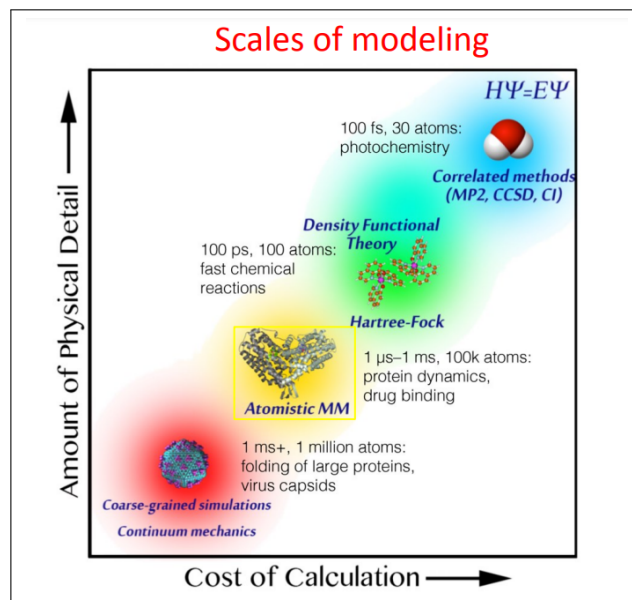 Scales of modeling
HΨ=EΨ
100 fs, 30 atoms:
photochemistry
Correlated methods
(MP2, CCSD, CI)
Density Functional
Theory
100 ps, 100 atoms:
fast chemical
reactions
Hartree-Fock
1 μs–1 ms, 100k atoms:
protein dynamics,
drug binding
Atomistic MM
1 ms+, 1 million atoms:
folding of large proteins,
virus capsids
Coarse-grained simulations
Continuum mechanics
Amount of Physical Detail
Cost of Calculation